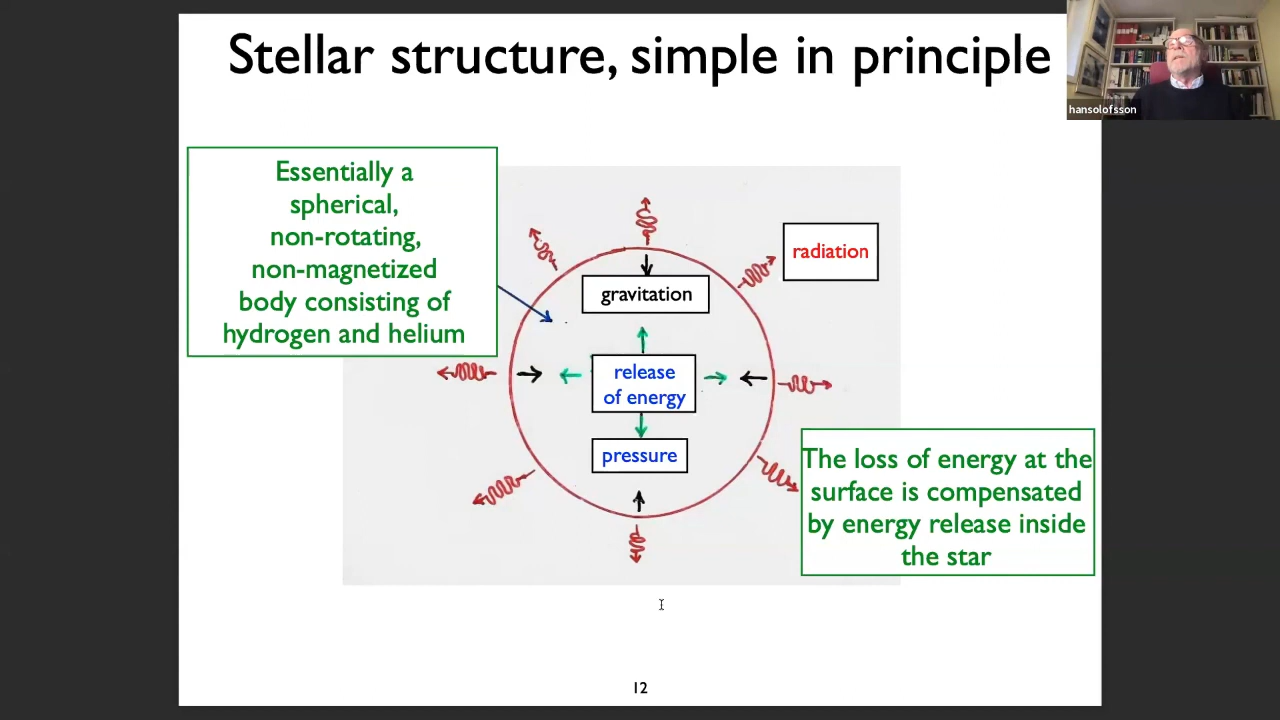 Stellar structure, simple in principle
hansolofsson
Essentially a
spherical,
non-rotating,
non-magnetized
body consisting of
hydrogen and helium
radiation
gravitation
release
of energy
pressure
The loss of energy at the
surface is compensated
by energy release inside
the star
12